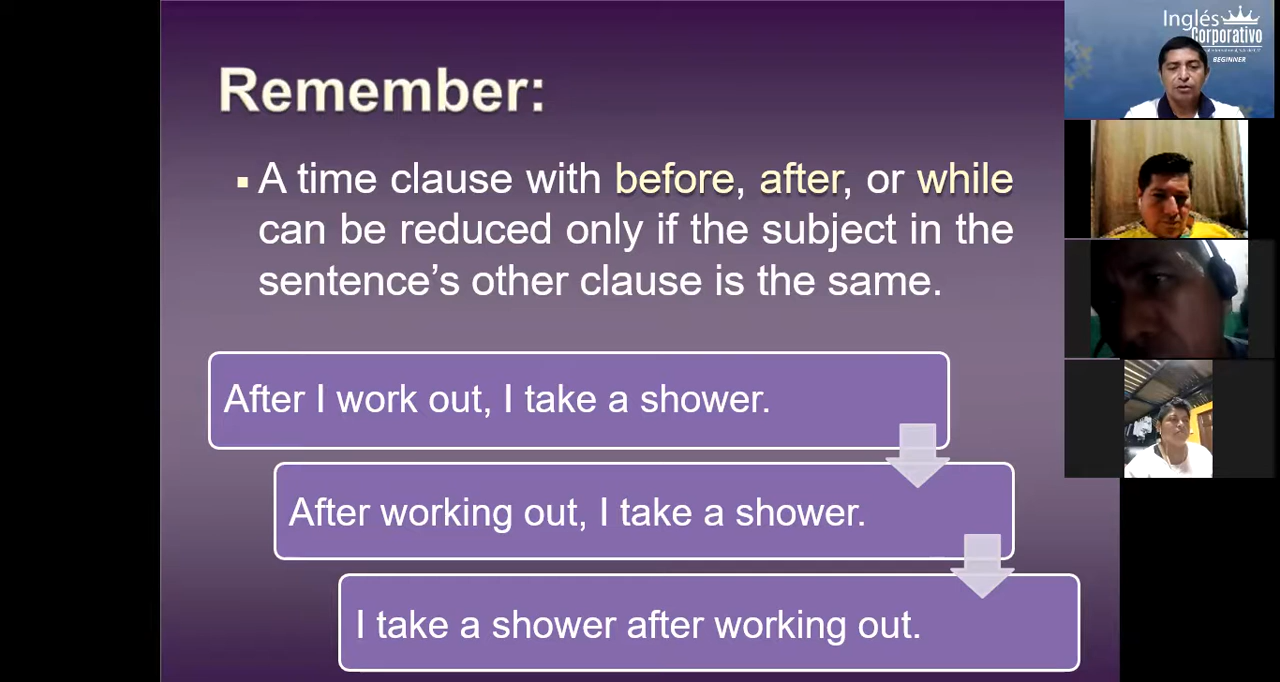 Remember:
▪ A time clause with before, after, or while
can be reduced only if the subject in the
sentence’s other clause is the same.
After I work out, I take a shower.
After working out, I take a shower.
I take a shower after working out.
Inglés
Corporativo
BEGINNER